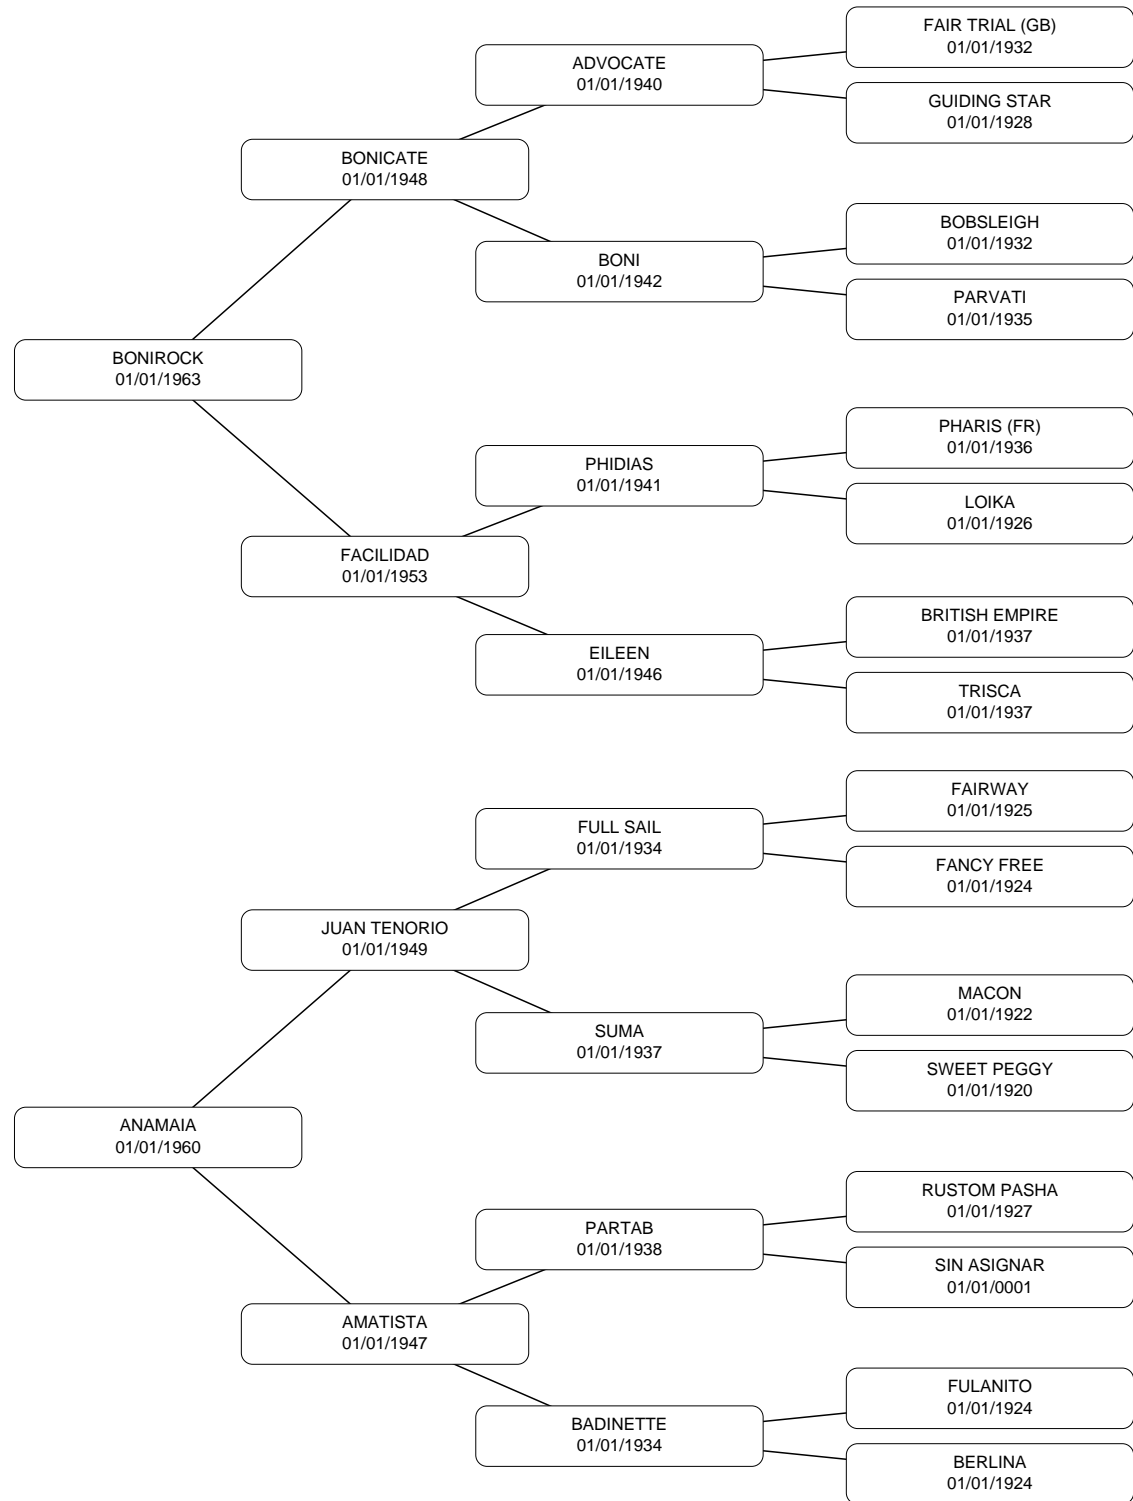 FAIR TRIAL (GB)
01/01/1932
ADVOCATE
01/01/1940
GUIDING STAR
01/01/1928
BONICATE
01/01/1948
BOBSLEIGH
01/01/1932
BONI
01/01/1942
PARVATI
01/01/1935
BONIROCK
01/01/1963
PHARIS (FR)
01/01/1936
PHIDIAS
01/01/1941
LOIKA
01/01/1926
FACILIDAD
01/01/1953
BRITISH EMPIRE
01/01/1937
EILEEN
01/01/1946
TRISCA
01/01/1937
FAIRWAY
01/01/1925
FULL SAIL
01/01/1934
FANCY FREE
01/01/1924
JUAN TENORIO
01/01/1949
MACON
01/01/1922
SUMA
01/01/1937
SWEET PEGGY
01/01/1920
ANAMAIA
01/01/1960
RUSTOM PASHA
01/01/1927
PARTAB
01/01/1938
SIN ASIGNAR
01/01/0001
AMATISTA
01/01/1947
FULANITO
01/01/1924
BADINETTE
01/01/1934
BERLINA
01/01/1924